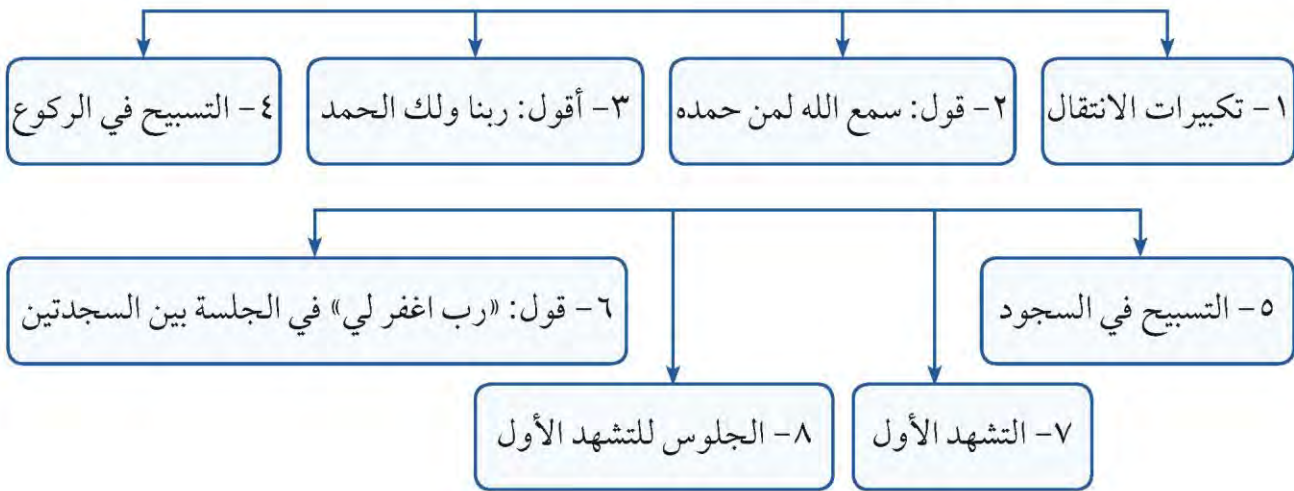 ١- تكبيرات الانتقال
٢- قول: سمع الله لمن حمده
٣- أقول: ربنا ولك الحمد
٤- التسبيح في الركوع
٥- التسبيح في السجود
٦- قول: «رب اغفر لي» في الجلسة بين السجدتين
٧- التشهد الأول
٨- الجلوس للتشهد الأول